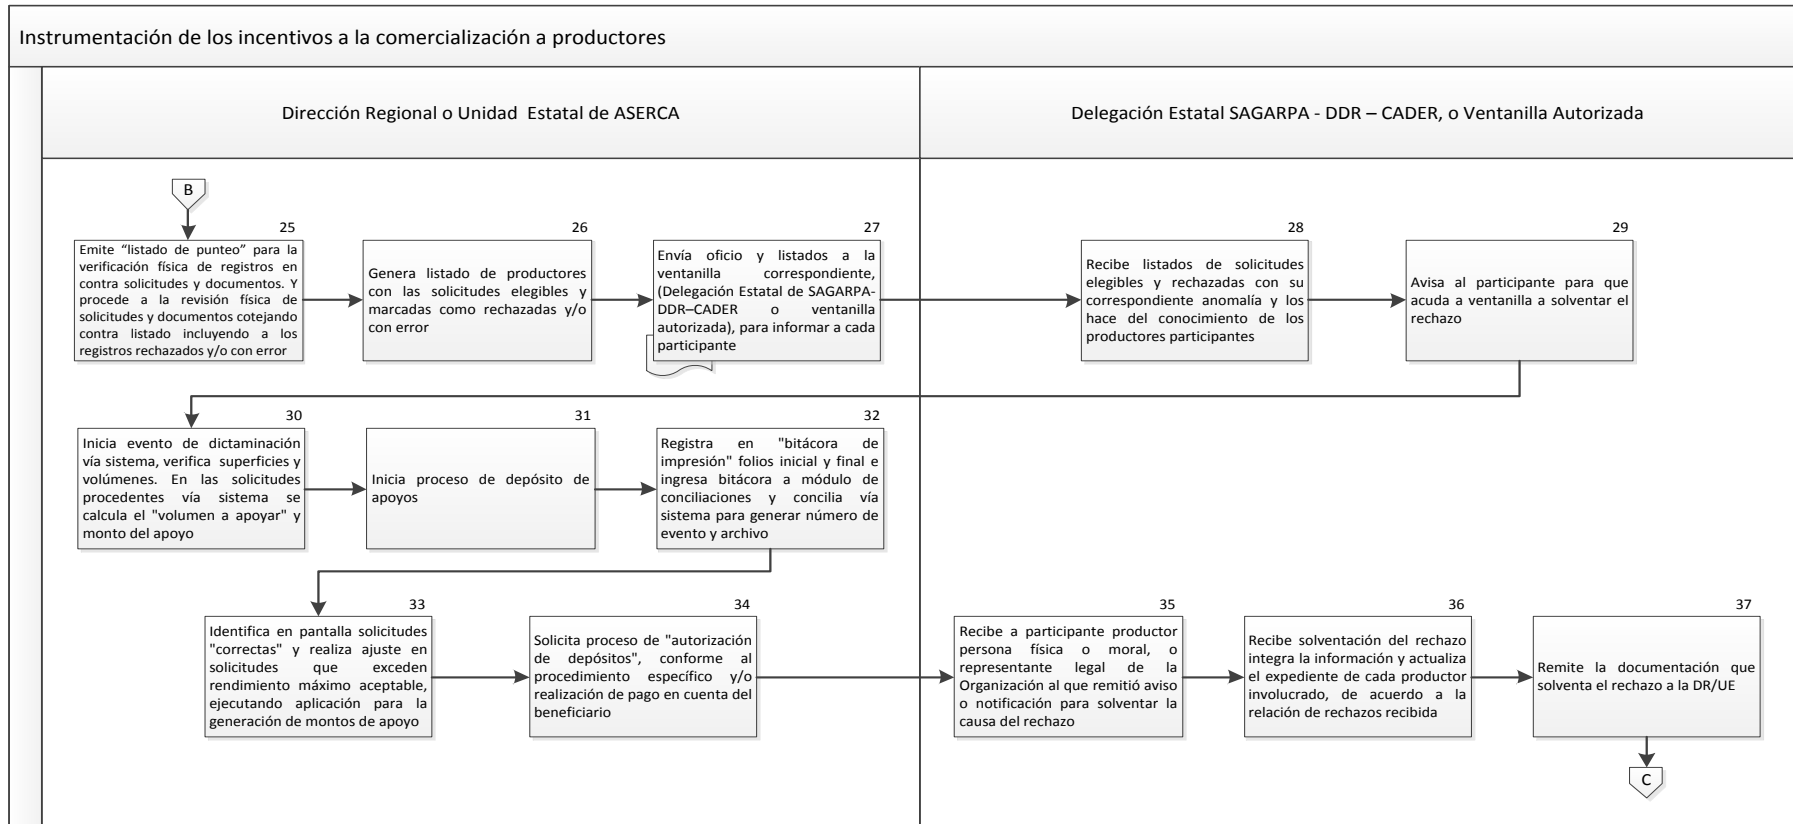 Instrumentación de los incentivos a la comercialización a productores
Dirección Regional o Unidad Estatal de ASERCA
Delegación Estatal SAGARPA - DDR – CADER, o Ventanilla Autorizada
B
25
Emite “listado de punteo” para la
verificación física de registros en
contra solicitudes y documentos. Y
procede a la revisión física de
solicitudes y documentos cotejando
contra listado incluyendo a los
registros rechazados y/o con error
26
Genera listado de productores
con las solicitudes elegibles y
marcadas como rechazadas y/o
con error
27
Envía oficio y listados a la
ventanilla correspondiente,
(Delegación Estatal de SAGARPA-
DDR–CADER o ventanilla
autorizada), para informar a cada
participante
28
Recibe listados de solicitudes
elegibles y rechazadas con su
correspondiente anomalía y los
hace del conocimiento de los
productores participantes
29
Avisa al participante para que
acuda a ventanilla a solventar el
rechazo
30
Inicia evento de dictaminación
vía sistema, verifica superficies y
volúmenes. En las solicitudes
procedentes vía sistema se
calcula el "volumen a apoyar" y
monto del apoyo
31
Inicia proceso de depósito de
apoyos
32
Registra en "bitácora de
impresión" folios inicial y final e
ingresa bitácora a módulo de
conciliaciones y concilia vía
sistema para generar número de
evento y archivo
33
Identifica en pantalla solicitudes
"correctas" y realiza ajuste en
solicitudes que exceden
rendimiento máximo aceptable,
ejecutando aplicación para la
generación de montos de apoyo
34
Solicita proceso de "autorización
de depósitos", conforme al
procedimiento específico y/o
realización de pago en cuenta del
beneficiario
35
Recibe a participante productor
persona física o moral, o
representante legal de la
Organización al que remitió aviso
o notificación para solventar la
causa del rechazo
36
Recibe solventación del rechazo
integra la información y actualiza
el expediente de cada productor
involucrado, de acuerdo a la
relación de rechazos recibida
37
Remite la documentación que
solventa el rechazo a la DR/UE
C